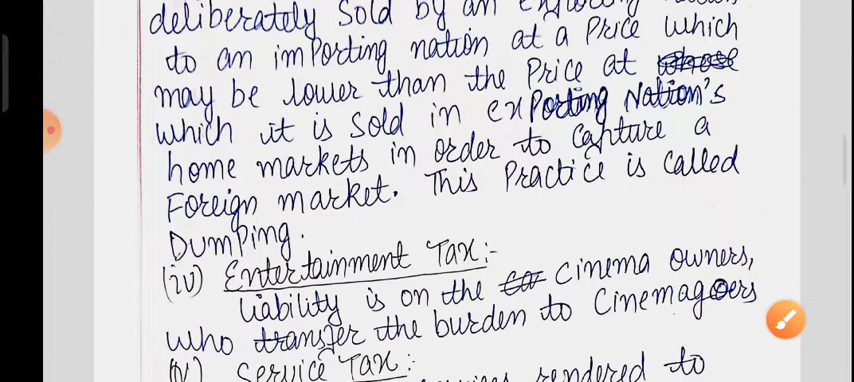 deliberately sold by an
to an importing nation at a Price which
may be lower than the Price at
which it is sold in exporting Nation's
home markets in order to capture a
Foreign market. This Practice is called
Dumping.
(iv) Entertainment Tax:-
liability is on the cinema owners,
who transfer the burden to Cinemagoers
(v) Service Tax:
rendered to